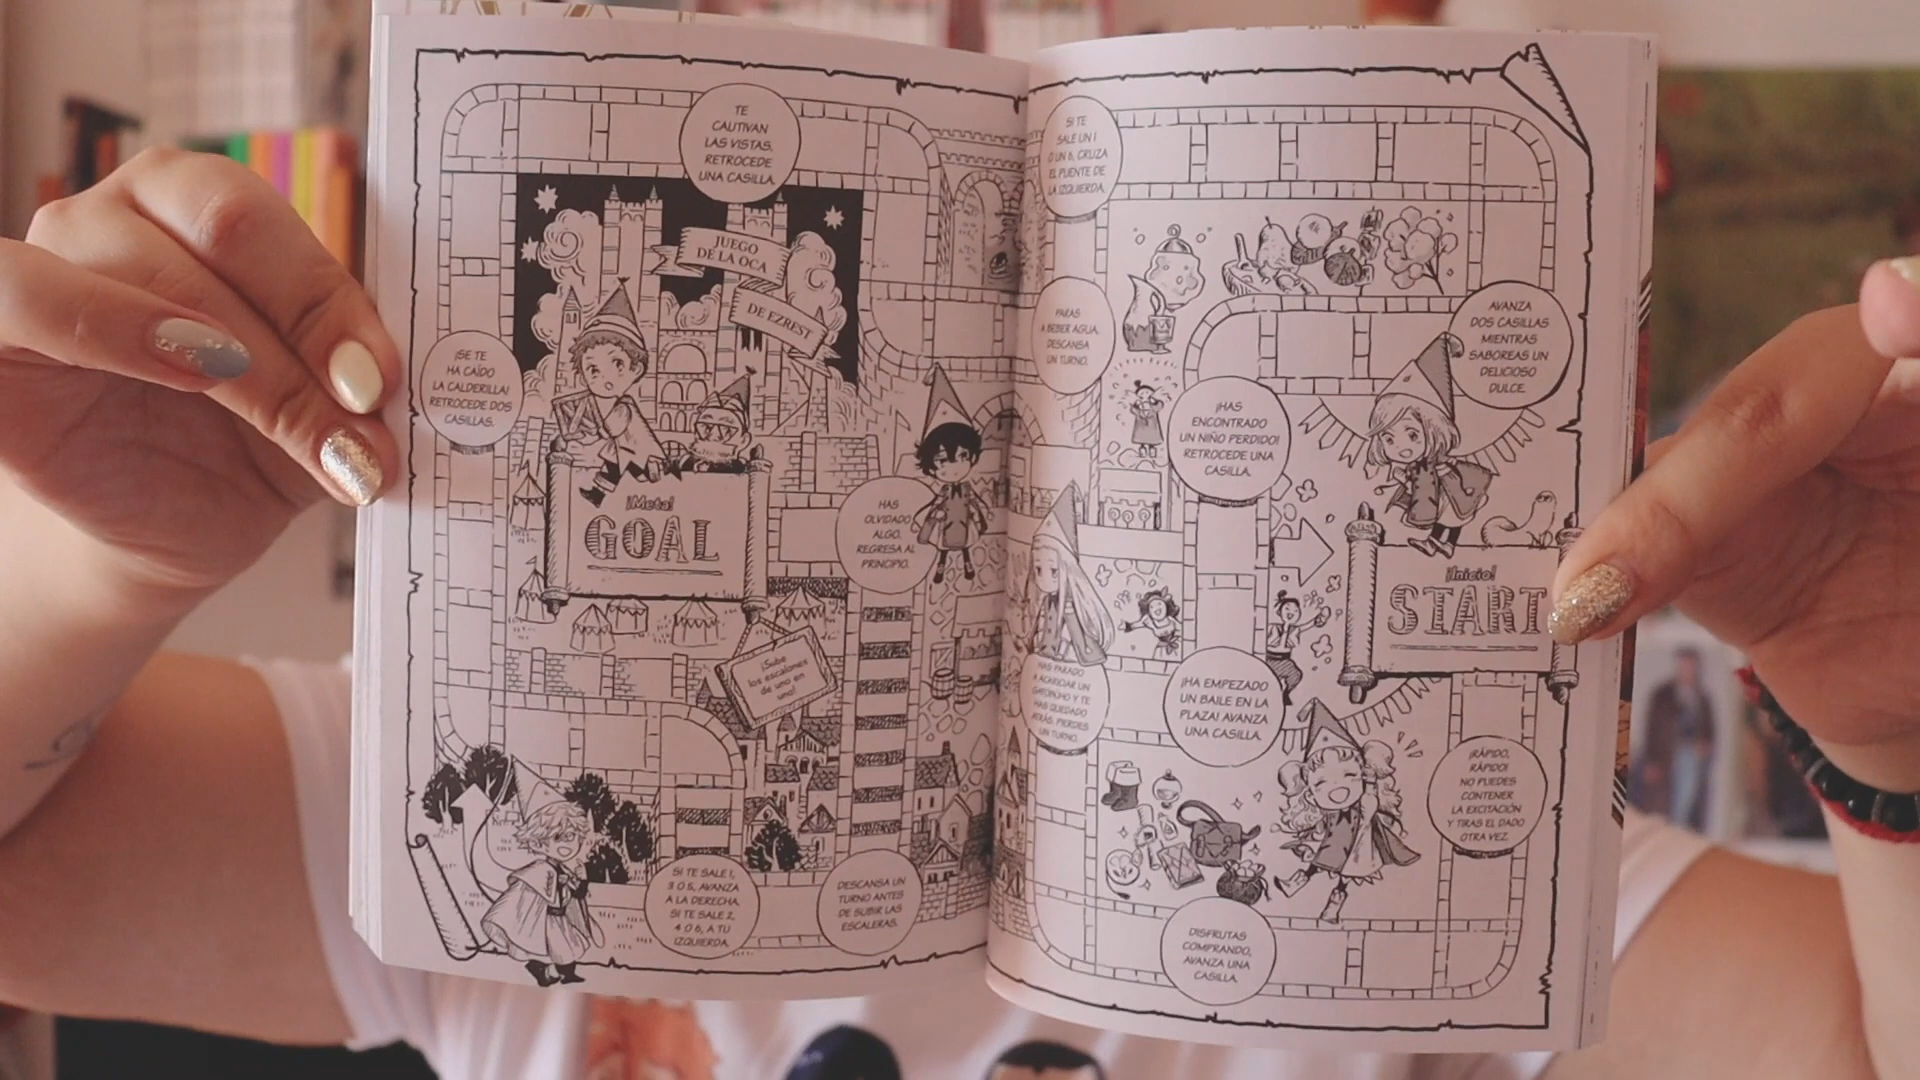 TE
CAUTIVAN
LAS VISTAS.
RETROCEDE
UNA CASILLA.
JUEGO
DE LA OCA
DE EZREST
¡SE TE
HA CAÍDO
LA CALDERILLA!
RETROCEDE DOS
CASILLAS.
¡Meta!
GOAL
HAS
OLVIDADO
ALGO.
REGRESA AL
PRINCIPIO.
¡Sube
los escalones
de uno en
uno!
SI TE SALE 1,
3 O 5, AVANZA
A LA DERECHA.
SI TE SALE 2,
4 O 6, A TU
IZQUIERDA.
DESCANSA UN
TURNO ANTES
DE SUBIR LAS
ESCALERAS.
SI TE
SALE UN 1
O UN 6, CRUZA
EL PUENTE DE
LA IZQUIERDA.
PARAS
A BEBER AGUA.
DESCANSA
UN TURNO.
AVANZA
DOS CASILLAS
MIENTRAS
SABOREAS UN
DELICIOSO
DULCE.
¡HAS
ENCONTRADO
UN NIÑO PERDIDO!
RETROCEDE UNA
CASILLA.
¡Inicio!
START
HAS PARADO
A ACARICIAR UN
GATOPUHO Y TE
HAS QUEDADO
ATRÁS. PIERDES
UN TURNO.
¡HA EMPEZADO
UN BAILE EN LA
PLAZA! AVANZA
UNA CASILLA.
¡RÁPIDO,
RÁPIDO!
NO PUEDES
CONTENER
LA EXCITACIÓN
Y TIRAS EL DADO
OTRA VEZ.
DISFRUTAS
COMPRANDO,
AVANZA UNA
CASILLA.